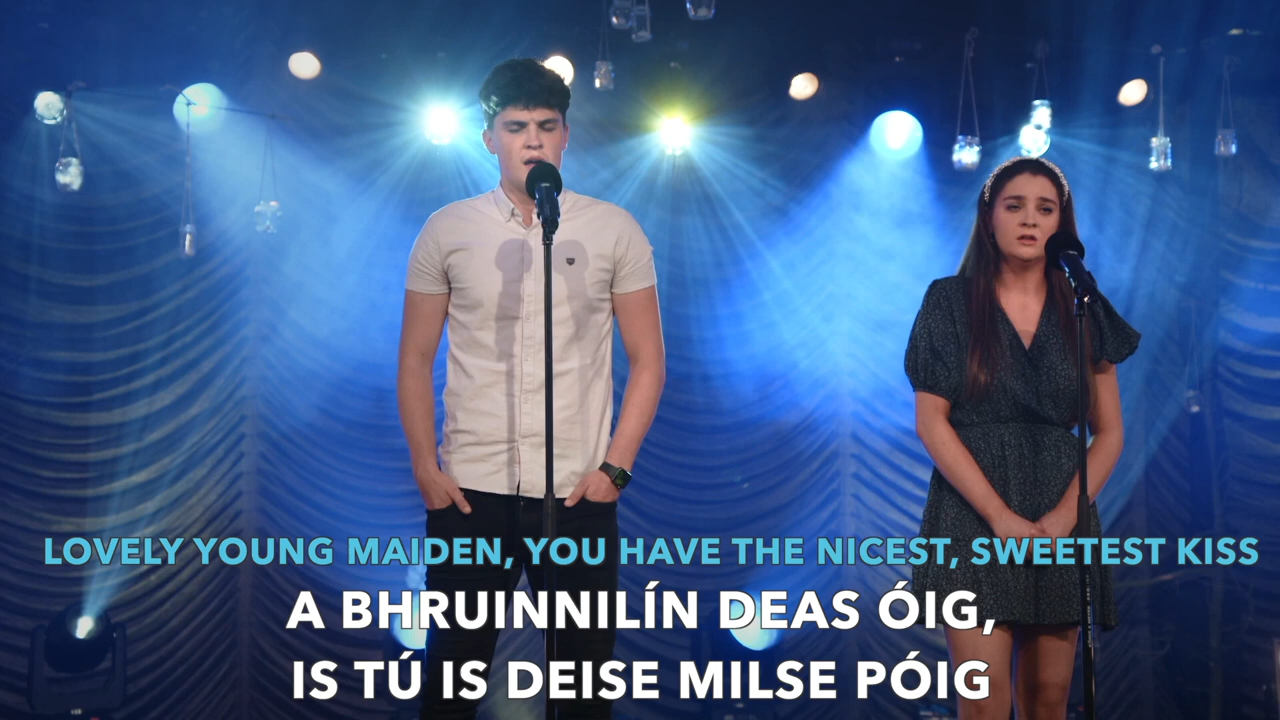 LOVELY YOUNG MAIDEN, YOU HAVE THE NICEST, SWEETEST KISS
A BHRUINNILÍN DEAS ÓIG,
IS TÚ IS DEISE MILSE PÓIG